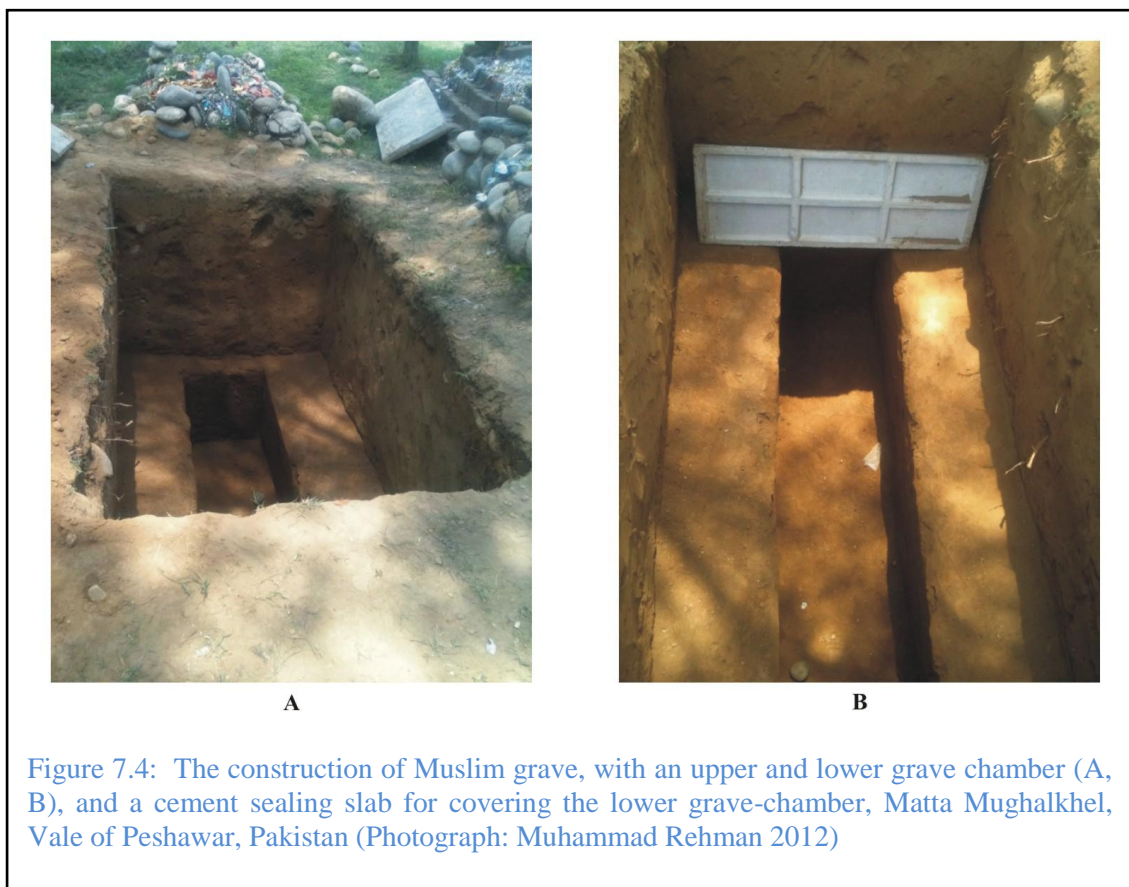 A
B
Figure 7.4: The construction of Muslim grave, with an upper and lower grave chamber (A,
B), and a cement sealing slab for covering the lower grave-chamber, Matta Mughalkhel,
Vale of Peshawar, Pakistan (Photograph: Muhammad Rehman 2012)